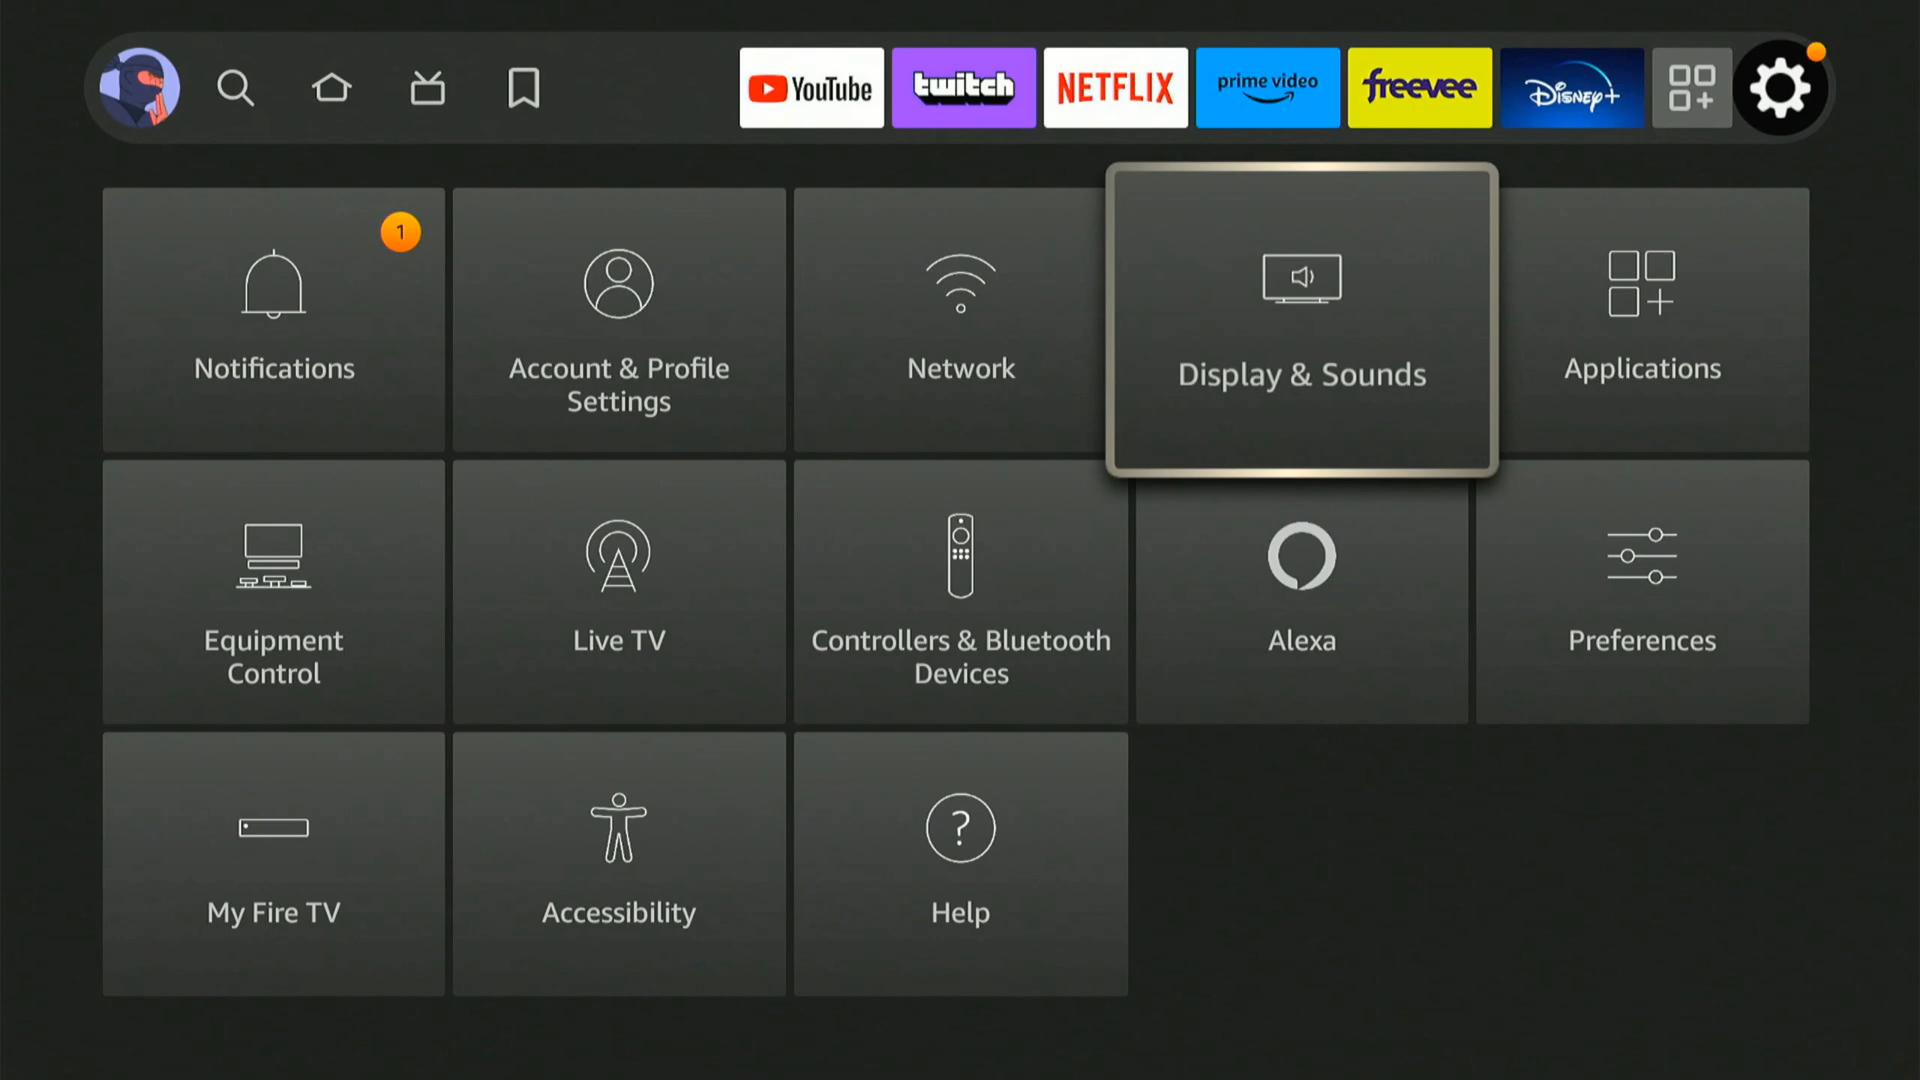 YouTube
twitch
NETFLIX
prime video
freevee
Disney+
1
Notifications
Account & Profile
Settings
Network
Display & Sounds
Applications
Equipment
Control
Live TV
Controllers & Bluetooth
Devices
Alexa
Preferences
My Fire TV
Accessibility
?
Help